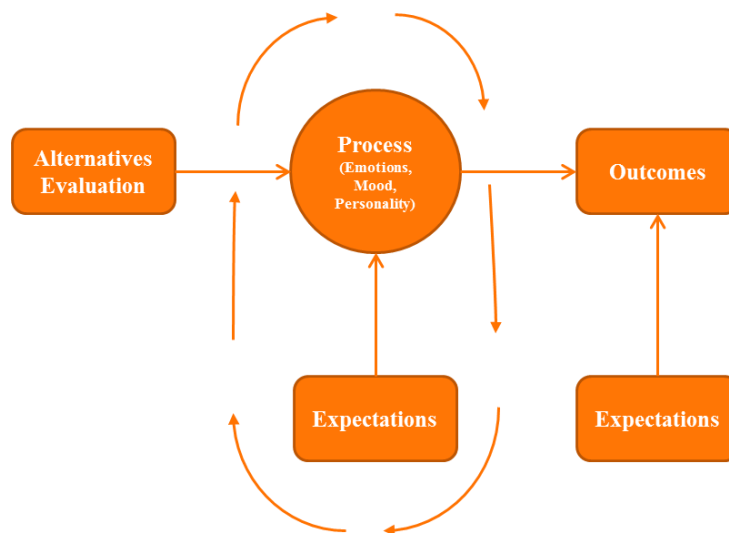 Alternatives
Evaluation
Process
(Emotions,
Mood,
Personality)
Outcomes
Expectations
Expectations